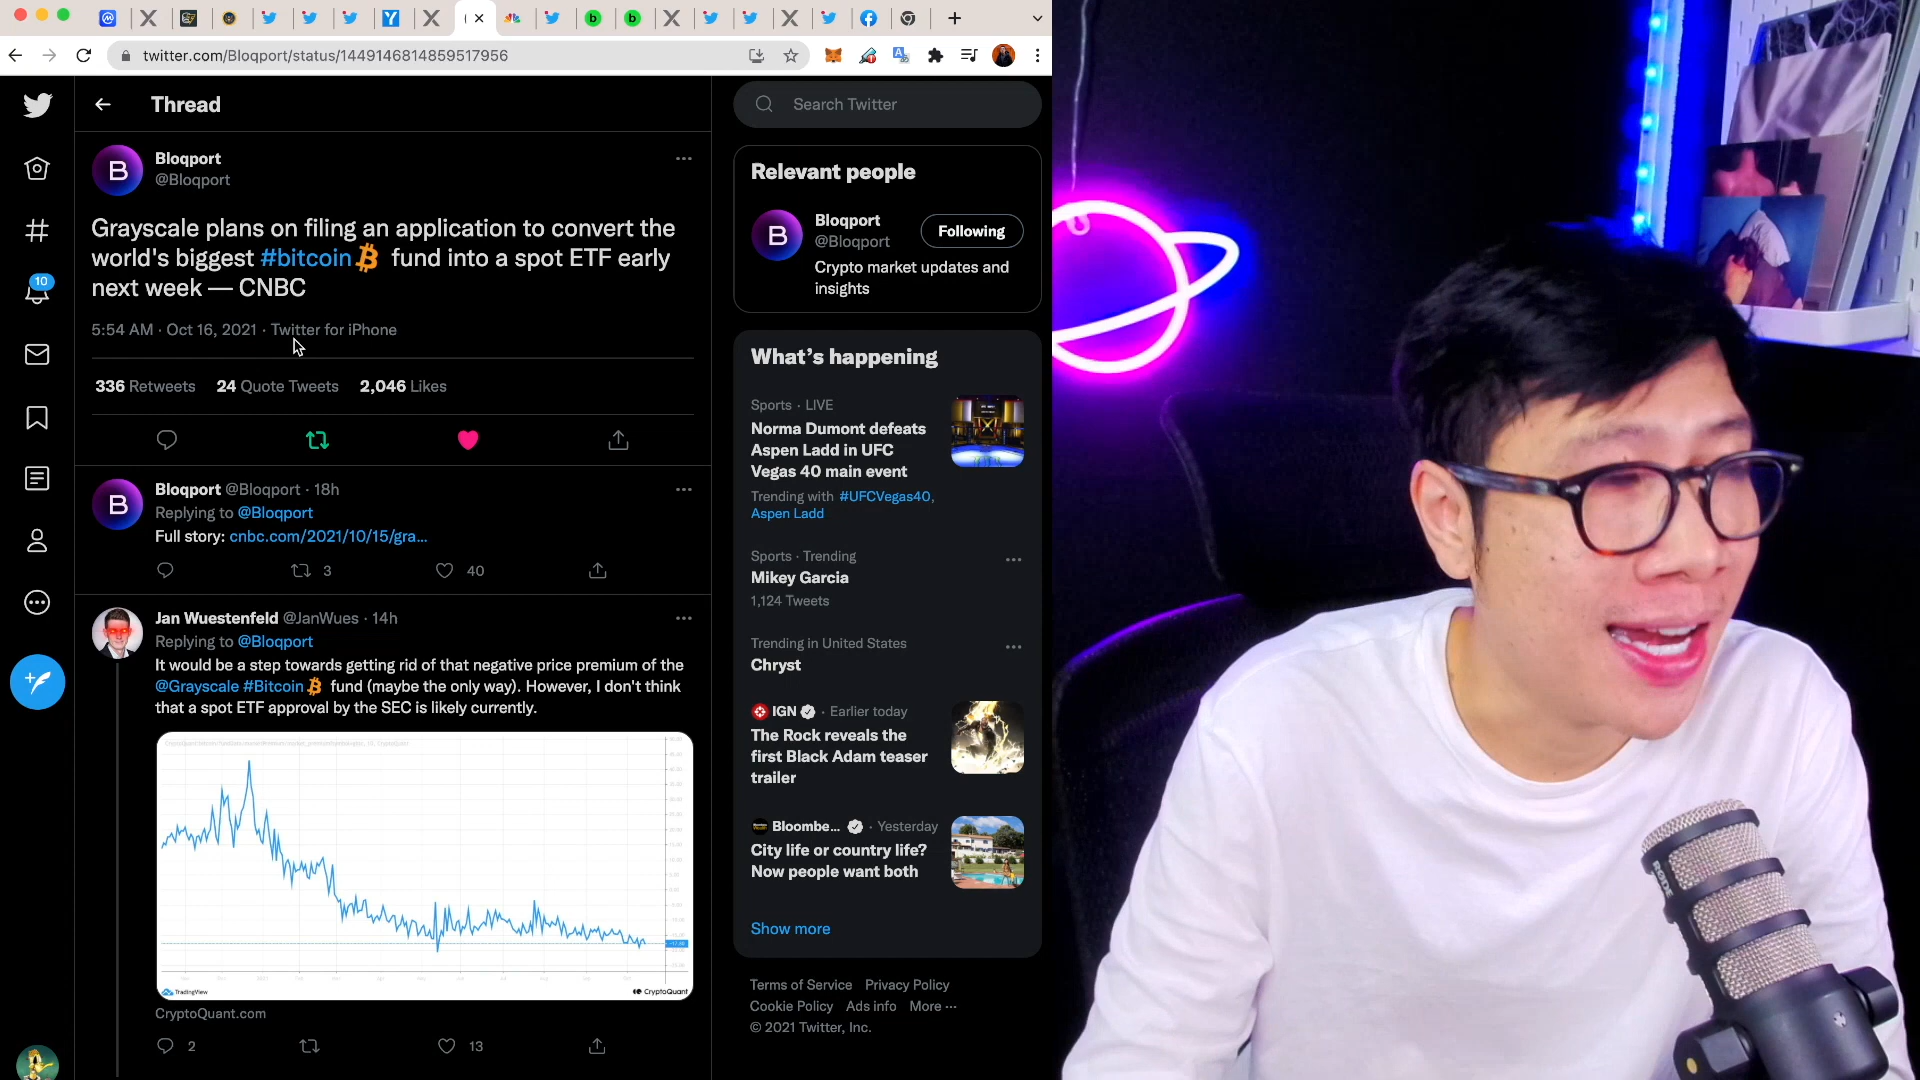 twitter.com/Bloqport/status/1449146814859517956
Thread
Search Twitter
Bloqport
@Bloqport
Grayscale plans on filing an application to convert the
world's biggest #bitcoin fund into a spot ETF early
next week — CNBC
5:54 AM · Oct 16, 2021 · Twitter for iPhone
336 Retweets 24 Quote Tweets 2,046 Likes
Bloqport @Bloqport · 18h
Replying to @Bloqport
Full story: cnbc.com/2021/10/15/gra...
3 40
Jan Wuestenfeld @JanWues · 14h
Replying to @Bloqport
It would be a step towards getting rid of that negative price premium of the
@Grayscale #Bitcoin fund (maybe the only way). However, I don't think
that a spot ETF approval by the SEC is likely currently.
TradingView
CryptoQuant
CryptoQuant.com
2 13
10
Relevant people
Bloqport
@Bloqport
Following
Crypto market updates and
insights
What's happening
Sports · LIVE
Norma Dumont defeats
Aspen Ladd in UFC
Vegas 40 main event
Trending with #UFCVegas40,
Aspen Ladd
Sports · Trending
Mikey Garcia
1,124 Tweets
Trending in United States
Chryst
IGN · Earlier today
The Rock reveals the
first Black Adam teaser
trailer
Bloombe... · Yesterday
City life or country life?
Now people want both
Show more
Terms of Service Privacy Policy
Cookie Policy Ads info More ···
© 2021 Twitter, Inc.
RODE